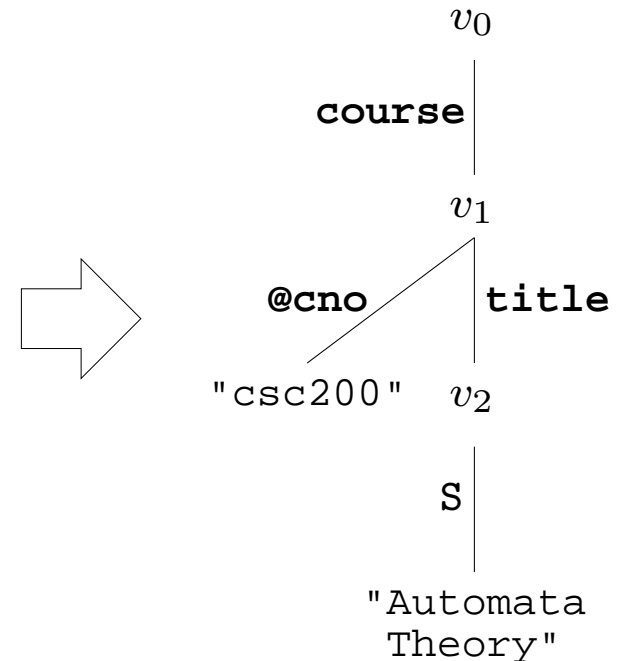 v0
course
v1
@cno title
"csc200" v2
S
"Automata
Theory"